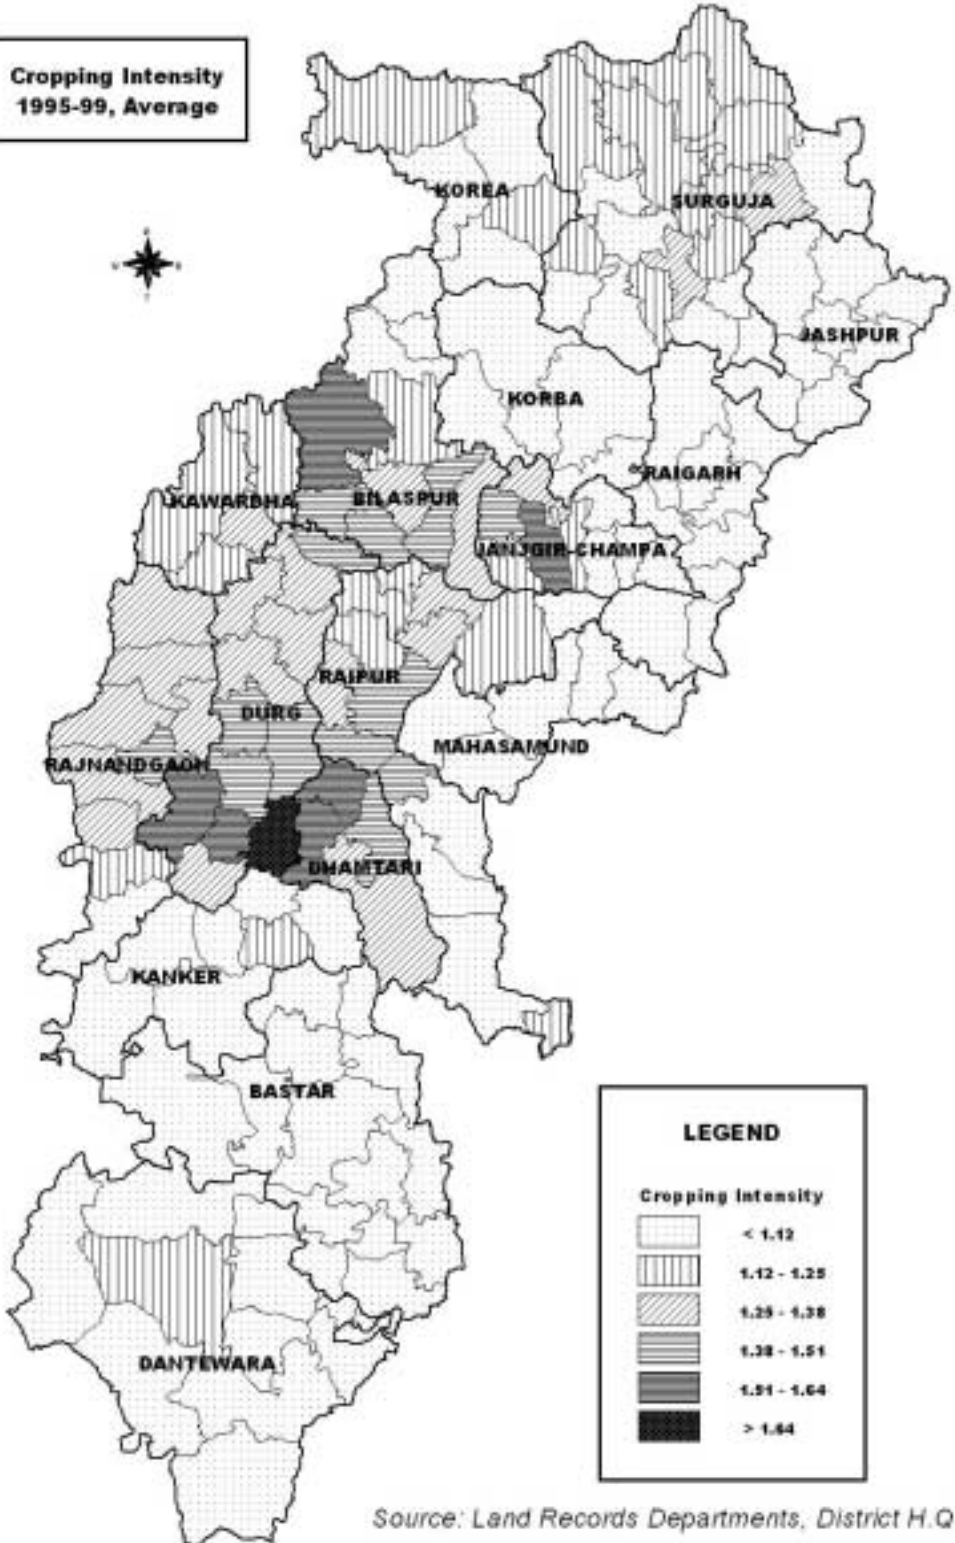 Cropping Intensity
1995-99, Average
KOREA
SURGUJA
JASHPUR
KORBA
RAIGARH
KAWARDHA
BILASPUR
JANJGIR-CHAMPA
RAIPUR
DURG
MAHASAMUND
RAJNANDGAON
DHAMTARI
KANKER
BASTAR
DANTEWARA
LEGEND
Cropping Intensity
< 1.12
1.12 - 1.25
1.25 - 1.38
1.38 - 1.51
1.51 - 1.64
> 1.64
Source: Land Records Departments, District H.Q